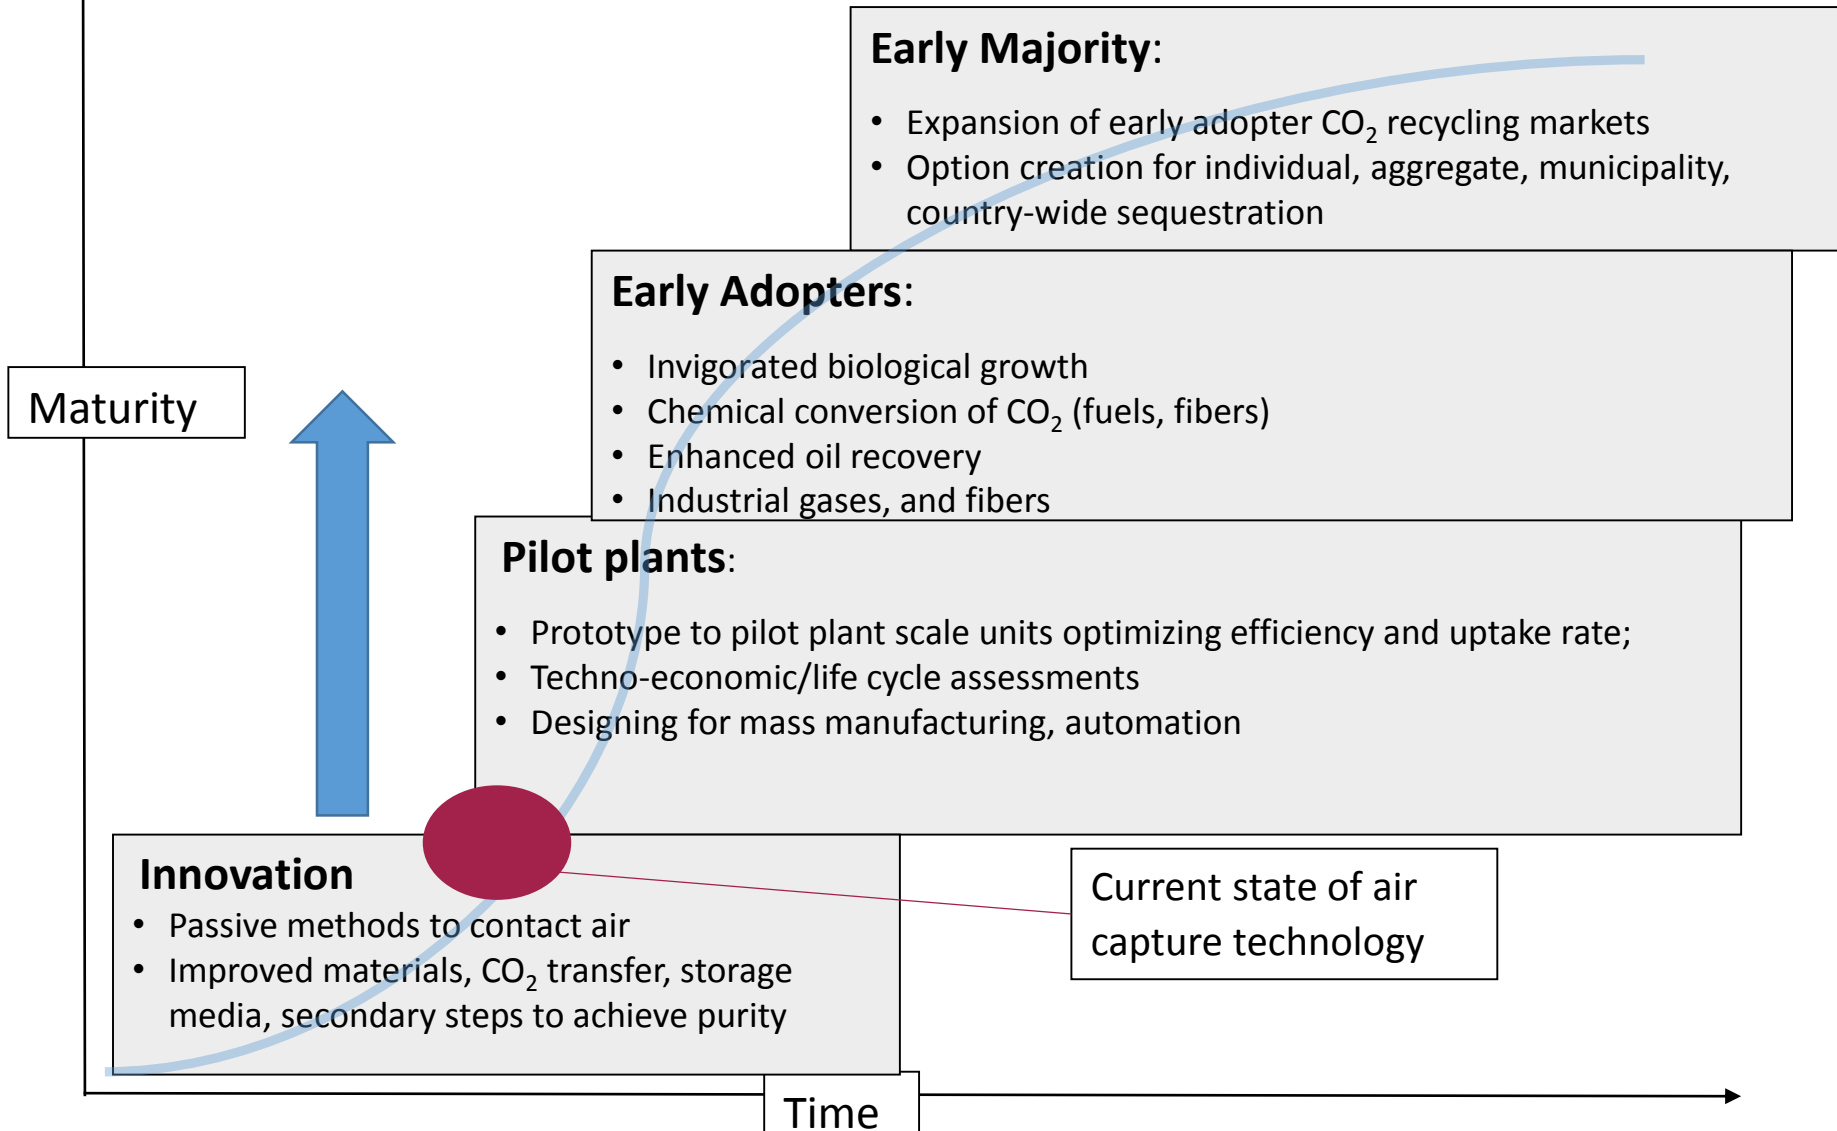 Early Majority:
• Expansion of early adopter CO₂ recycling markets
• Option creation for individual, aggregate, municipality,
country-wide sequestration
Early Adopters:
• Invigorated biological growth
• Chemical conversion of CO₂ (fuels, fibers)
• Enhanced oil recovery
• Industrial gases, and fibers
Maturity
Pilot plants:
• Prototype to pilot plant scale units optimizing efficiency and uptake rate;
• Techno-economic/life cycle assessments
• Designing for mass manufacturing, automation
Innovation
• Passive methods to contact air
• Improved materials, CO₂ transfer, storage
media, secondary steps to achieve purity
Current state of air
capture technology
Time